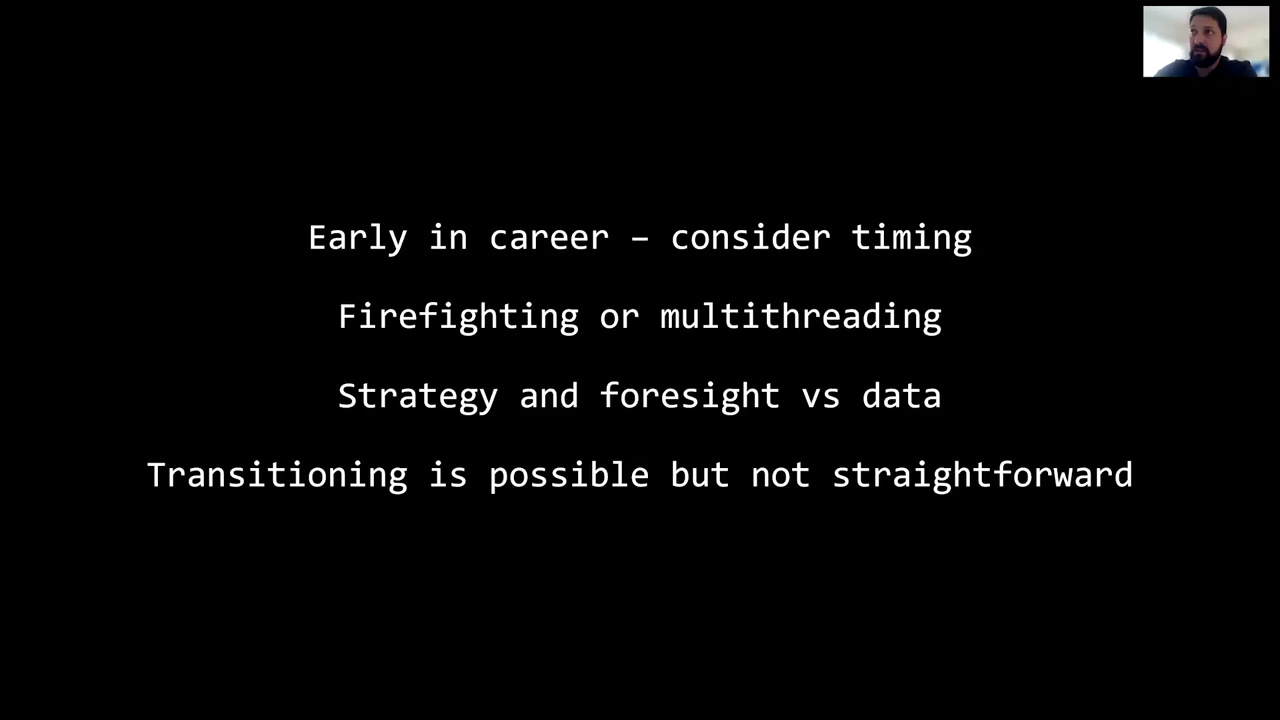 Early in career – consider timing
Firefighting or multithreading
Strategy and foresight vs data
Transitioning is possible but not straightforward